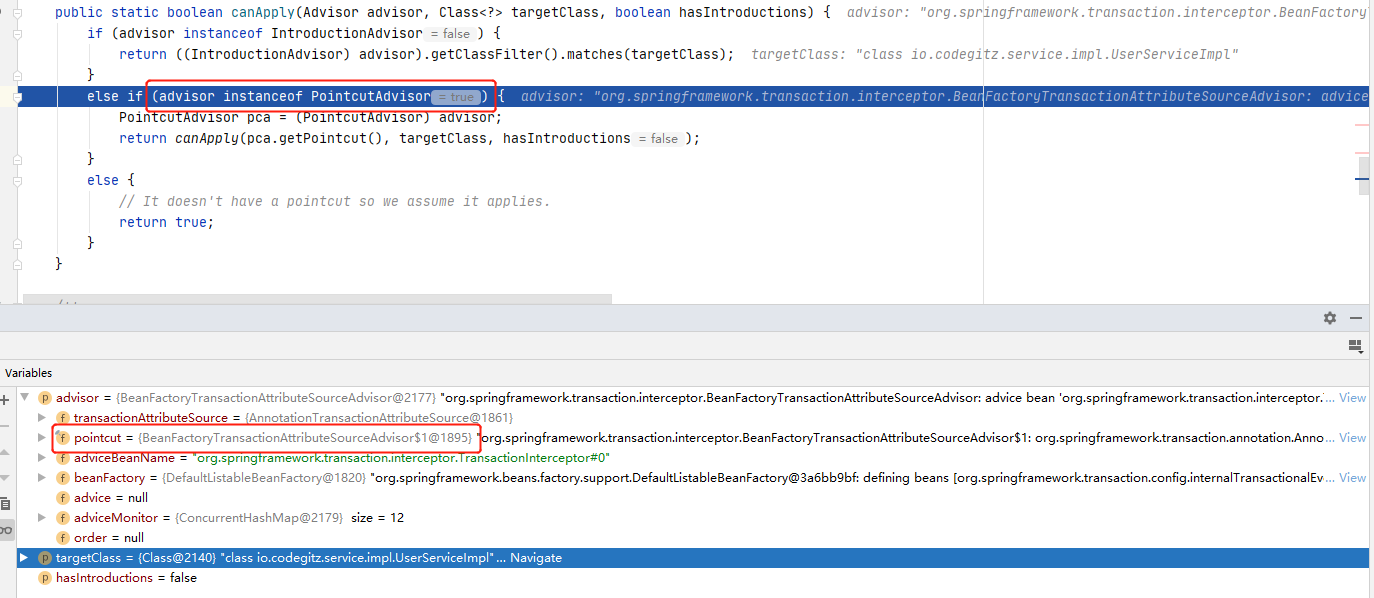 public static boolean canApply(Advisor advisor, Class<?> targetClass, boolean hasIntroductions) { advisor: "org.springframework.transaction.interceptor.BeanFactoryT
if (advisor instanceof IntroductionAdvisor = false ) {
return ((IntroductionAdvisor) advisor).getClassFilter().matches(targetClass); targetClass: "class io.codegitz.service.impl.UserServiceImpl"
}
else if (advisor instanceof PointcutAdvisor = true ) { advisor: "org.springframework.transaction.interceptor.BeanFactoryTransactionAttributeSourceAdvisor: advice
PointcutAdvisor pca = (PointcutAdvisor) advisor;
return canApply(pca.getPointcut(), targetClass, hasIntroductions = false );
}
else {
// It doesn't have a pointcut so we assume it applies.
return true;
}
}
Variables
p advisor = {BeanFactoryTransactionAttributeSourceAdvisor@2177} "org.springframework.transaction.interceptor.BeanFactoryTransactionAttributeSourceAdvisor: advice bean 'org.springframework.transaction.interceptor.... View
f transactionAttributeSource = {AnnotationTransactionAttributeSource@1861}
f pointcut = {BeanFactoryTransactionAttributeSourceAdvisor$1@1895} "org.springframework.transaction.interceptor.BeanFactoryTransactionAttributeSourceAdvisor$1: org.springframework.transaction.annotation.Anno... View
f adviceBeanName = "org.springframework.transaction.interceptor.TransactionInterceptor#0"
f beanFactory = {DefaultListableBeanFactory@1820} "org.springframework.beans.factory.support.DefaultListableBeanFactory@3a6bb9bf: defining beans [org.springframework.transaction.config.internalTransactionalEv... View
f advice = null
f adviceMonitor = {ConcurrentHashMap@2179} size = 12
f order = null
p targetClass = {Class@2140} "class io.codegitz.service.impl.UserServiceImpl"... Navigate
p hasIntroductions = false